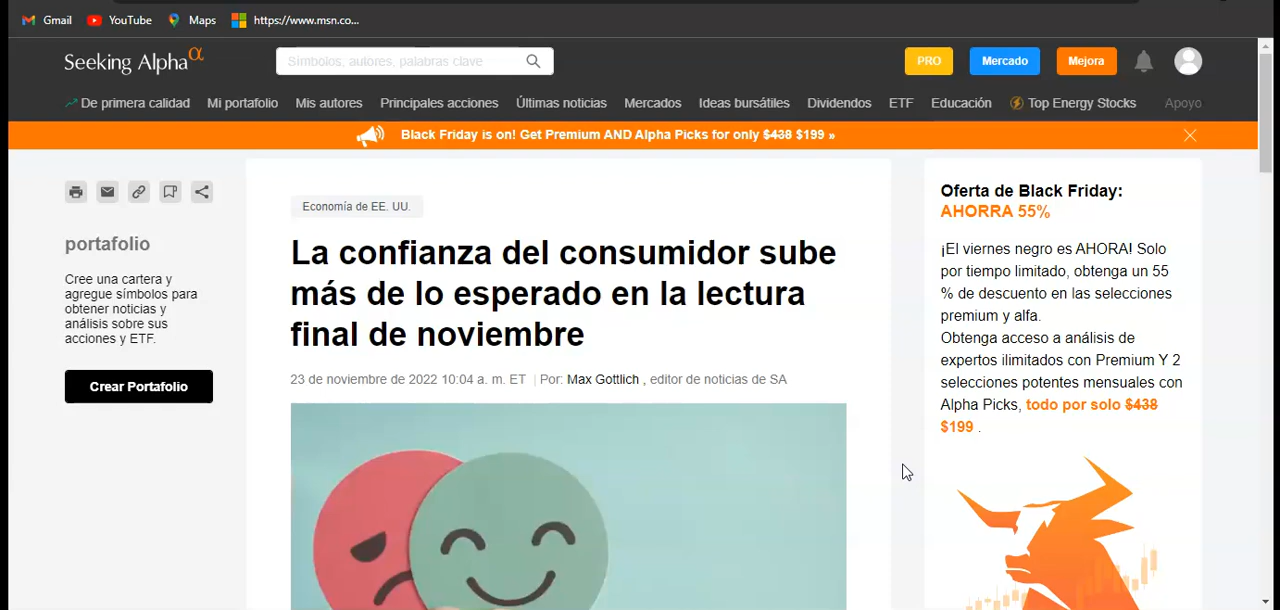 Gmail YouTube Maps https://www.msn.co...
Seeking Alpha α
Símbolos, autores, palabras clave
PRO Mercado Mejora
De primera calidad Mi portafolio Mis autores Principales acciones Últimas noticias Mercados Ideas bursátiles Dividendos ETF Educación Top Energy Stocks Apoyo
Black Friday is on! Get Premium AND Alpha Picks for only $438 $199 »
portafolio
Cree una cartera y
agregue símbolos para
obtener noticias y
análisis sobre sus
acciones y ETF.
Crear Portafolio
Economía de EE. UU.
La confianza del consumidor sube
más de lo esperado en la lectura
final de noviembre
23 de noviembre de 2022 10:04 a. m. ET | Por: Max Gottlich , editor de noticias de SA
Oferta de Black Friday:
AHORRA 55%
¡El viernes negro es AHORA! Solo
por tiempo limitado, obtenga un 55
% de descuento en las selecciones
premium y alfa.
Obtenga acceso a análisis de
expertos ilimitados con Premium Y 2
selecciones potentes mensuales con
Alpha Picks, todo por solo $438
$199 .